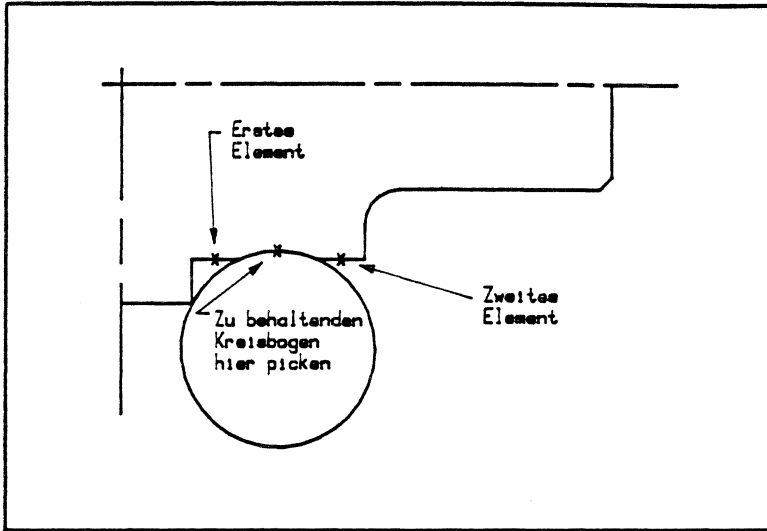 Erstes
Element
Zu behaltenden
Kreisbogen
hier picken
Zweites
Element